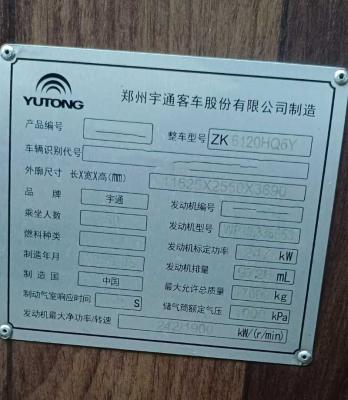 YUTONG
郑州宇通客车股份有限公司制造
产品编号 整车型号 ZK 6120HQ6Y
车辆识别代号
外廓尺寸 长X宽X高(mm)
品牌 宇通 发动机编号
乘坐人数 发动机型号
燃料种类 发动机标定功率 kW
制造年月 发动机排量 mL
制造国 中国 最大允许总质量 kg
制动气室响应时间 S 储气筒额定气压 kPa
发动机最大净功率/转速 242/1900 kW/(r/min)